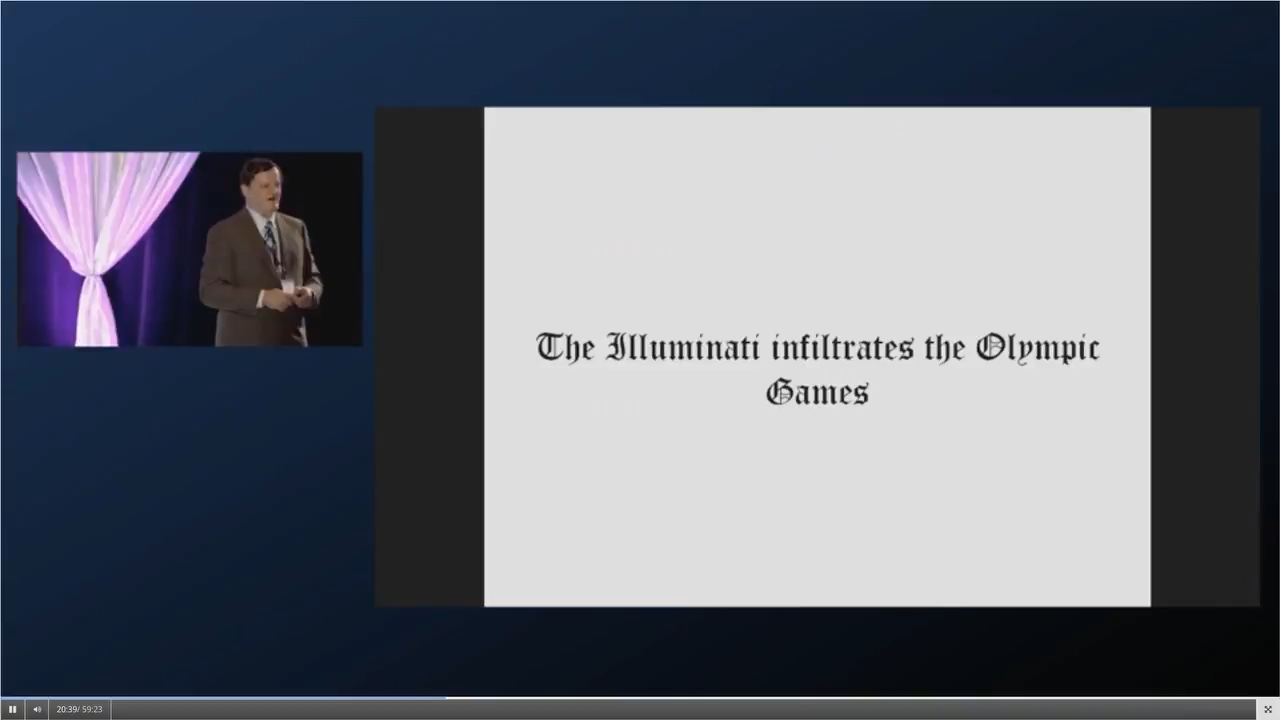 The Illuminati infiltrates the Olympic
Games
20:39/ 59:23